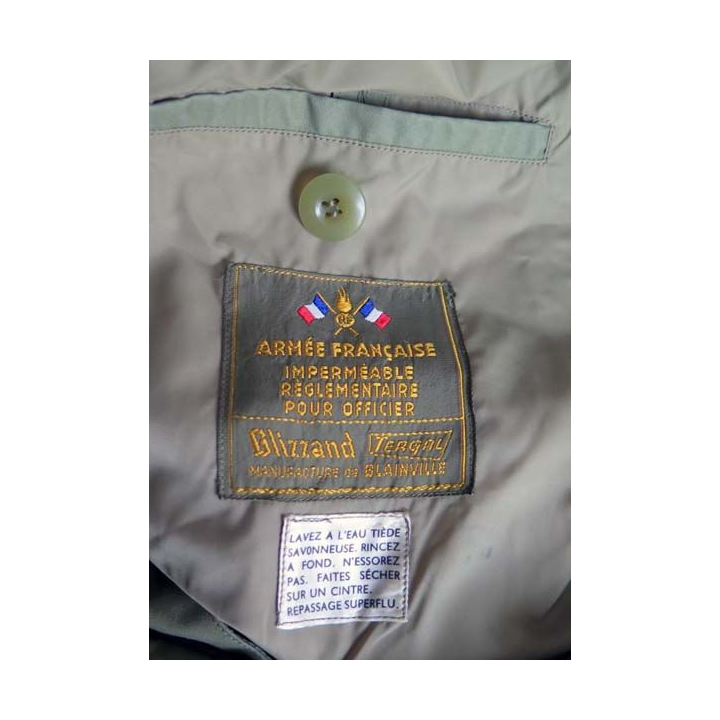 RF
ARMÉE FRANÇAISE
IMPERMÉABLE
RÉGLEMENTAIRE
POUR OFFICIER
Blizzand TERGAL
MANUFACTURE DE BLAINVILLE
LAVEZ A L'EAU TIÈDE
SAVONNEUSE. RINCEZ
A FOND, N'ESSOREZ
PAS. FAITES SÉCHER
SUR UN CINTRE.
REPASSAGE SUPERFLU.